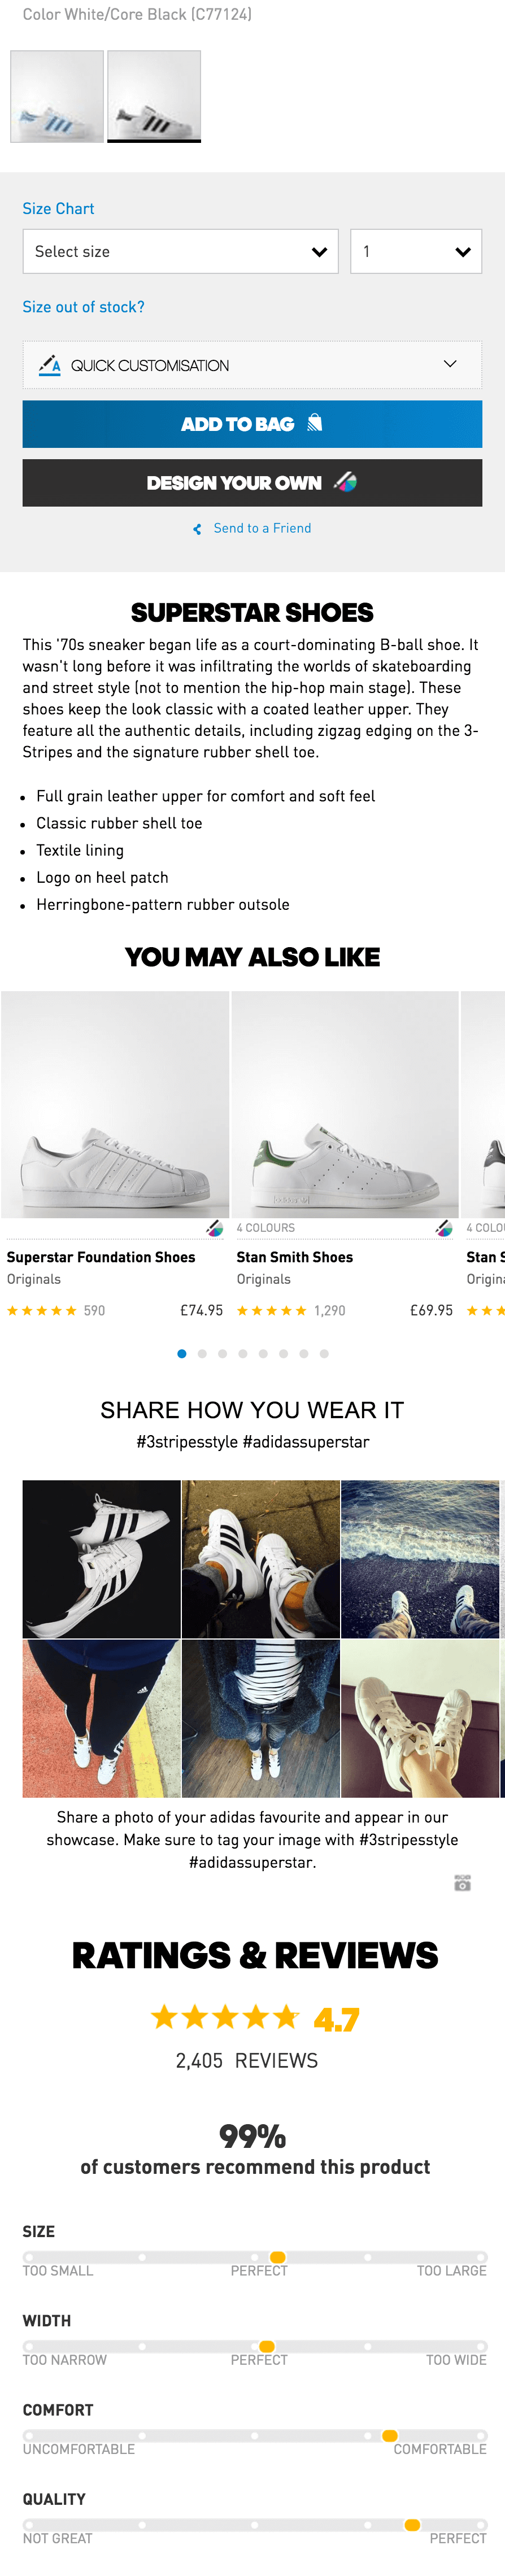 Color White/Core Black (C77124)
Size Chart
Select size
1
Size out of stock?
QUICK CUSTOMISATION
ADD TO BAG
DESIGN YOUR OWN
Send to a Friend
SUPERSTAR SHOES
This '70s sneaker began life as a court-dominating B-ball shoe. It
wasn't long before it was infiltrating the worlds of skateboarding
and street style (not to mention the hip-hop main stage). These
shoes keep the look classic with a coated leather upper. They
feature all the authentic details, including zigzag edging on the 3-
Stripes and the signature rubber shell toe.
• Full grain leather upper for comfort and soft feel
• Classic rubber shell toe
• Textile lining
• Logo on heel patch
• Herringbone-pattern rubber outsole
YOU MAY ALSO LIKE
4 COLOURS
4 COLO
Superstar Foundation Shoes
Stan Smith Shoes
Stan S
Originals
Originals
Origina
590
£74.95
1,290
£69.95
SHARE HOW YOU WEAR IT
#3stripesstyle #adidassuperstar
Share a photo of your adidas favourite and appear in our
showcase. Make sure to tag your image with #3stripesstyle
#adidassuperstar.
RATINGS & REVIEWS
4.7
2,405 REVIEWS
99%
of customers recommend this product
SIZE
TOO SMALL
PERFECT
TOO LARGE
WIDTH
TOO NARROW
PERFECT
TOO WIDE
COMFORT
UNCOMFORTABLE
COMFORTABLE
QUALITY
NOT GREAT
PERFECT